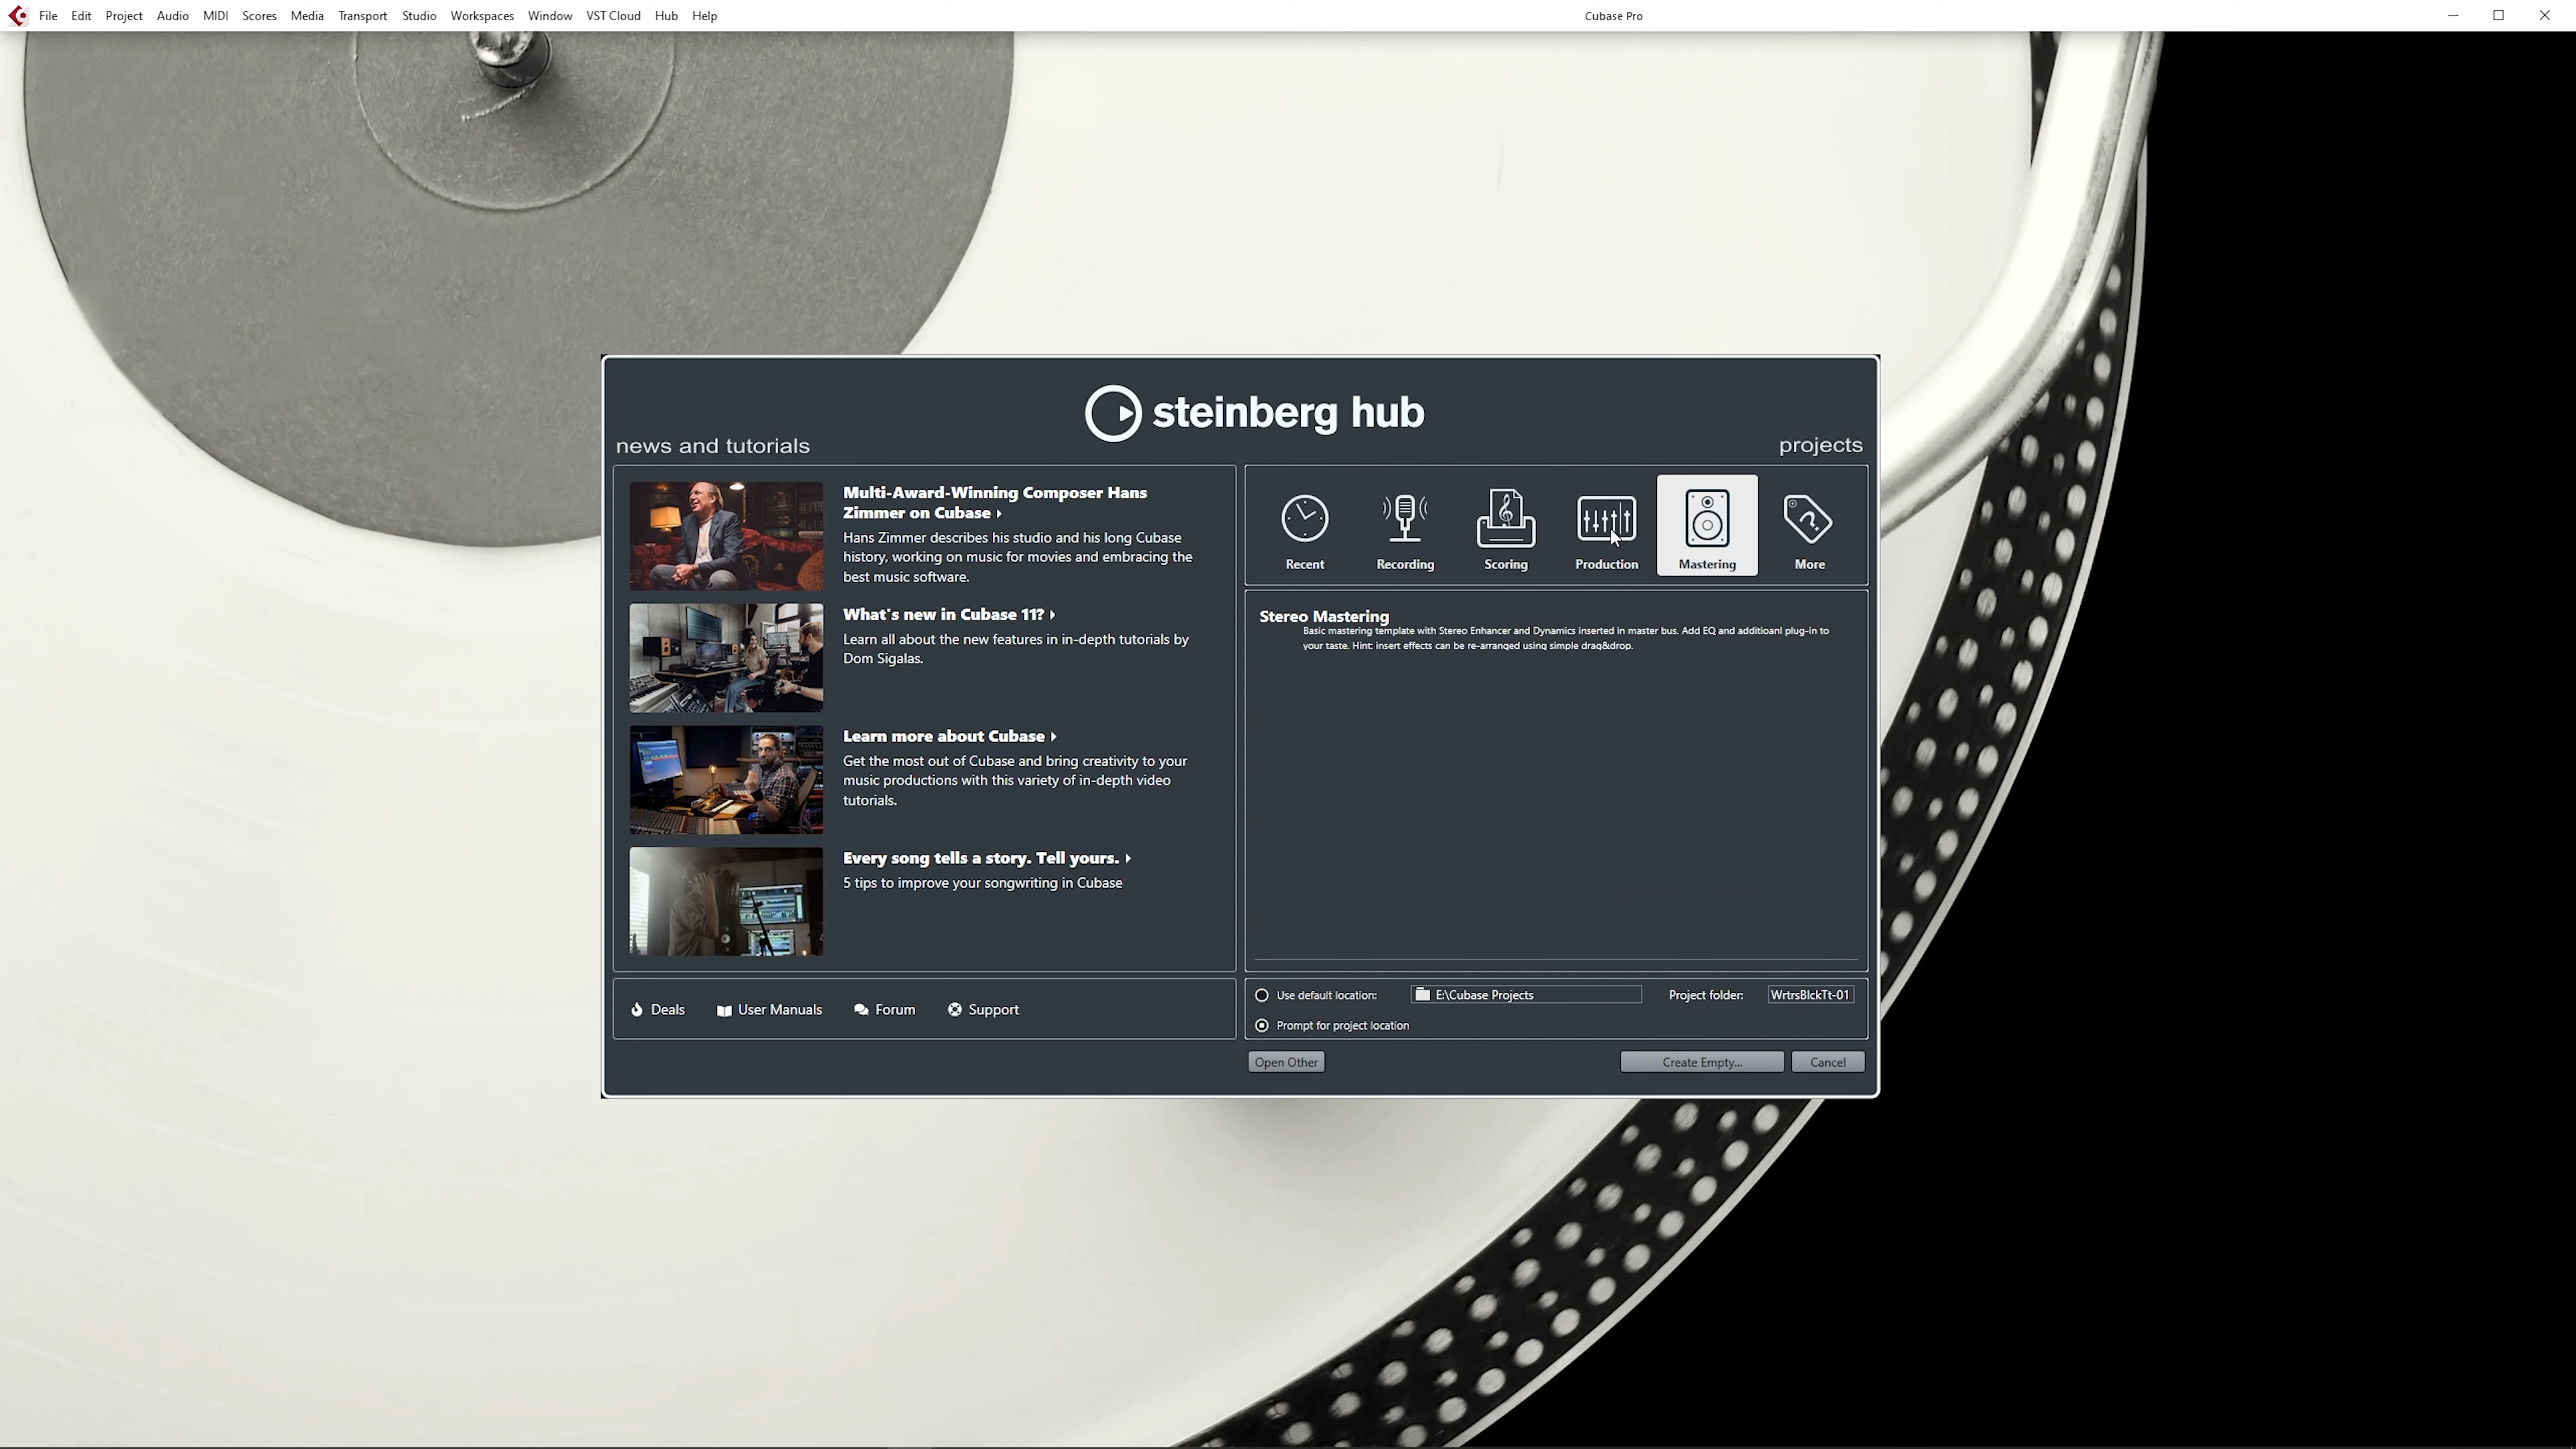 File Edit Project Audio MIDI Scores Media Transport Studio Workspaces Window VST Cloud Hub Help
Cubase Pro
steinberg hub
news and tutorials
projects
Multi-Award-Winning Composer Hans
Zimmer on Cubase
Hans Zimmer describes his studio and his long Cubase
history, working on music for movies and embracing the
best music software.
What's new in Cubase 11?
Learn all about the new features in in-depth tutorials by
Dom Sigalas.
Learn more about Cubase
Get the most out of Cubase and bring creativity to your
music productions with this variety of in-depth video
tutorials.
Every song tells a story. Tell yours.
5 tips to improve your songwriting in Cubase
Deals User Manuals Forum Support
Recent Recording Scoring Production Mastering More
Stereo Mastering
Basic mastering template with Stereo Enhancer and Dynamics inserted in master bus. Add EQ and additioanl plug-in to
your taste. Hint: insert effects can be re-arranged using simple drag&drop.
Use default location: E:\Cubase Projects Project folder: WrtrsBlckTt-01
Prompt for project location
Open Other Create Empty... Cancel